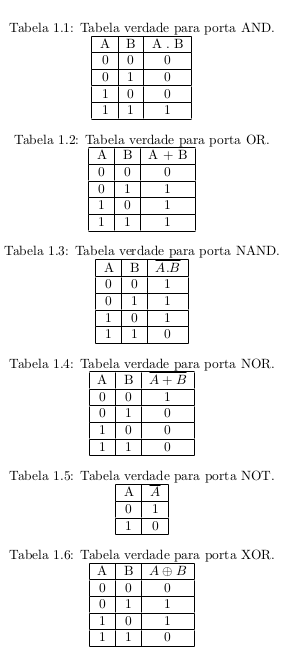 Tabela 1.1: Tabela verdade para porta AND.
A B A . B
0 0 0
0 1 0
1 0 0
1 1 1
Tabela 1.2: Tabela verdade para porta OR.
A B A + B
0 0 0
0 1 1
1 0 1
1 1 1
Tabela 1.3: Tabela verdade para porta NAND.
A B A̅.̅B̅
0 0 1
0 1 1
1 0 1
1 1 0
Tabela 1.4: Tabela verdade para porta NOR.
A B A̅ ̅+̅ ̅B̅
0 0 1
0 1 0
1 0 0
1 1 0
Tabela 1.5: Tabela verdade para porta NOT.
A A̅
0 1
1 0
Tabela 1.6: Tabela verdade para porta XOR.
A B A ⊕ B
0 0 0
0 1 1
1 0 1
1 1 0